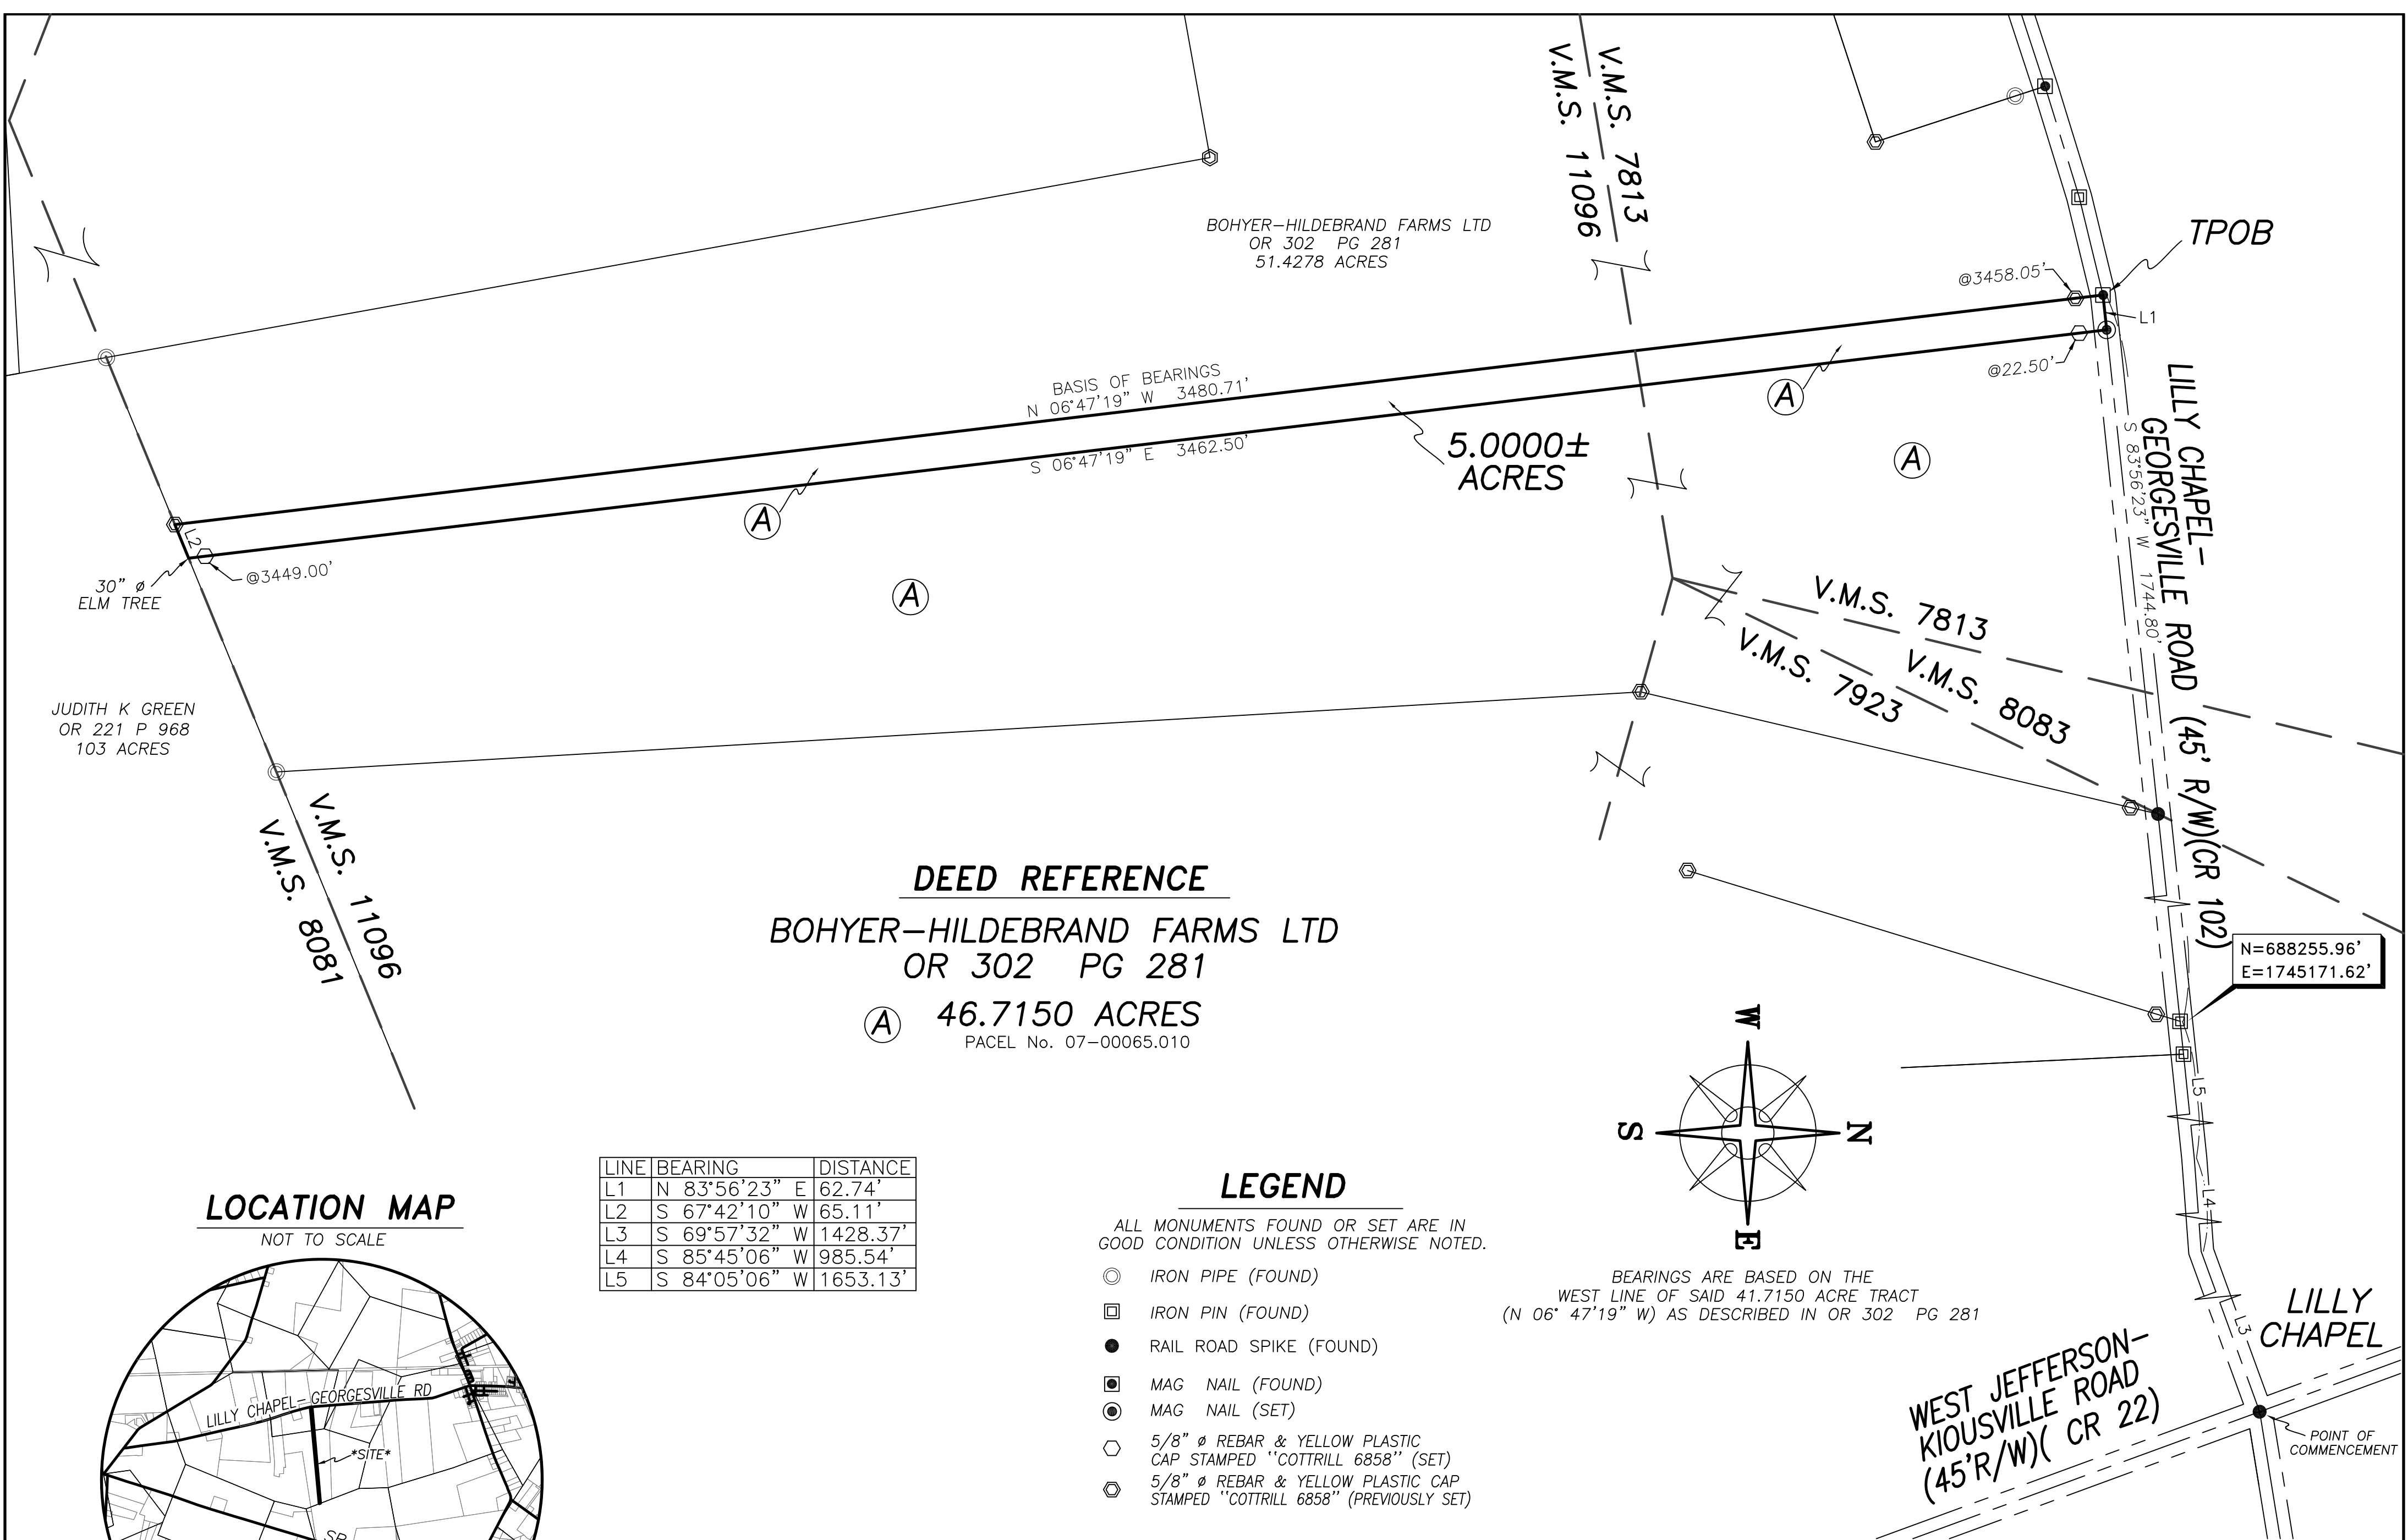 V.M.S. 7813
V.M.S. 11096
BOHYER-HILDEBRAND FARMS LTD
OR 302 PG 281
51.4278 ACRES
TPOB
@3458.05'
L1
@22.50'
BASIS OF BEARINGS
N 06°47'19" W 3480.71'
S 06°47'19" E 3462.50'
5.0000±
ACRES
A
A
A
A
L2
@3449.00'
30" ø
ELM TREE
LILLY CHAPEL-
GEORGESVILLE ROAD (45' R/W)(CR 102)
S 83°56'23" W 1744.80'
V.M.S. 7813
V.M.S. 8083
V.M.S. 7923
JUDITH K GREEN
OR 221 P 968
103 ACRES
V.M.S. 11096
V.M.S. 8081
DEED REFERENCE
BOHYER-HILDEBRAND FARMS LTD
OR 302 PG 281
A 46.7150 ACRES
PACEL No. 07-00065.010
N=688255.96'
E=1745171.62'
L5
L4
L3
W
S N
E
LINE BEARING DISTANCE
L1 N 83°56'23" E 62.74'
L2 S 67°42'10" W 65.11'
L3 S 69°57'32" W 1428.37'
L4 S 85°45'06" W 985.54'
L5 S 84°05'06" W 1653.13'
LOCATION MAP
NOT TO SCALE
LILLY CHAPEL- GEORGESVILLE RD
*SITE*
SR
LEGEND
ALL MONUMENTS FOUND OR SET ARE IN
GOOD CONDITION UNLESS OTHERWISE NOTED.
IRON PIPE (FOUND)
IRON PIN (FOUND)
RAIL ROAD SPIKE (FOUND)
MAG NAIL (FOUND)
MAG NAIL (SET)
5/8" ø REBAR & YELLOW PLASTIC
CAP STAMPED "COTTRILL 6858" (SET)
5/8" ø REBAR & YELLOW PLASTIC CAP
STAMPED "COTTRILL 6858" (PREVIOUSLY SET)
BEARINGS ARE BASED ON THE
WEST LINE OF SAID 41.7150 ACRE TRACT
(N 06° 47'19" W) AS DESCRIBED IN OR 302 PG 281
LILLY
CHAPEL
WEST JEFFERSON-
KIOUSVILLE ROAD
(45'R/W)( CR 22)
POINT OF
COMMENCEMENT